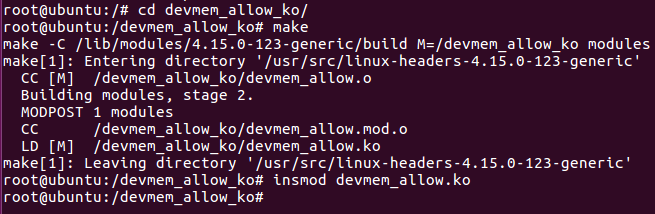 root@ubuntu:/# cd devmem_allow_ko/
root@ubuntu:/devmem_allow_ko# make
make -C /lib/modules/4.15.0-123-generic/build M=/devmem_allow_ko modules
make[1]: Entering directory '/usr/src/linux-headers-4.15.0-123-generic'
  CC [M]  /devmem_allow_ko/devmem_allow.o
  Building modules, stage 2.
  MODPOST 1 modules
  CC      /devmem_allow_ko/devmem_allow.mod.o
  LD [M]  /devmem_allow_ko/devmem_allow.ko
make[1]: Leaving directory '/usr/src/linux-headers-4.15.0-123-generic'
root@ubuntu:/devmem_allow_ko# insmod devmem_allow.ko
root@ubuntu:/devmem_allow_ko#